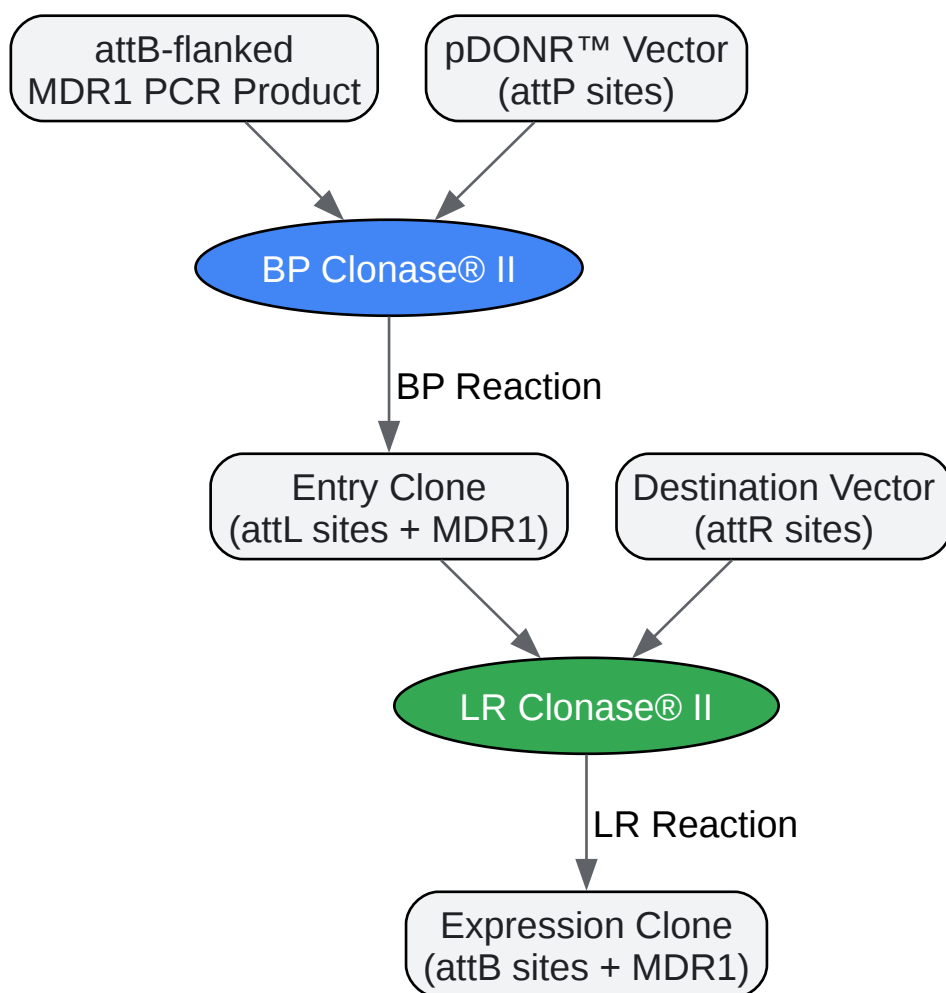 attB-flanked
MDR1 PCR Product
pDONR™ Vector
(attP sites)
BP Clonase® II
BP Reaction
Entry Clone
(attL sites + MDR1)
Destination Vector
(attR sites)
LR Clonase® II
LR Reaction
Expression Clone
(attB sites + MDR1)